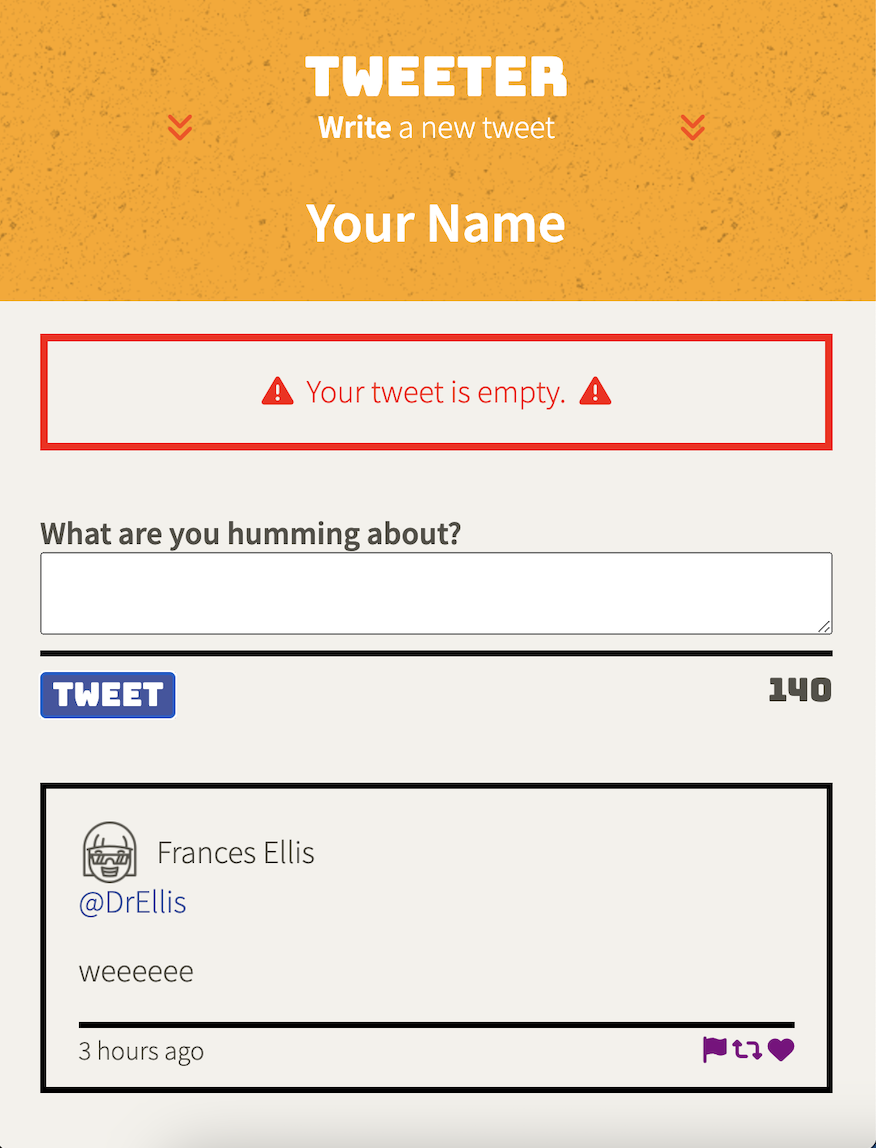 TWEETER
Write a new tweet
Your Name
Your tweet is empty.
What are you humming about?
TWEET
140
Frances Ellis
@DrEllis
weeeeee
3 hours ago